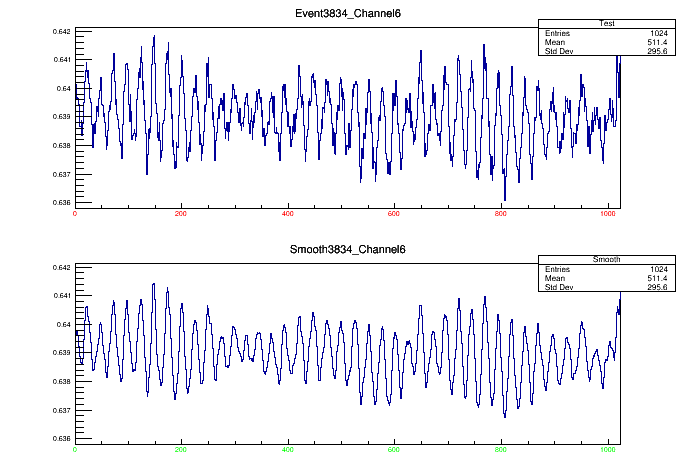 Event3834_Channel6
Test
Entries 1024
Mean 511.4
Std Dev 295.6
0.642
0.641
0.64
0.639
0.638
0.637
0.636
0 200 400 600 800 1000
Smooth3834_Channel6
Smooth
Entries 1024
Mean 511.4
Std Dev 295.6
0.642
0.641
0.64
0.639
0.638
0.637
0.636
0 200 400 600 800 1000